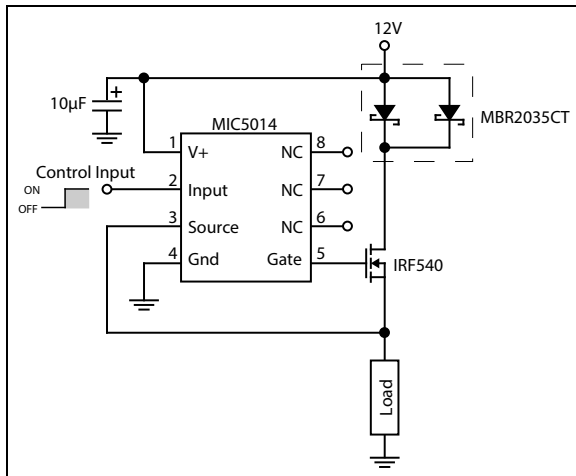 12V
10µF
+
MBR2035CT
MIC5014
Control Input
ON
OFF
1 V+ NC 8
2 Input NC 7
3 Source NC 6
4 Gnd Gate 5
IRF540
Load